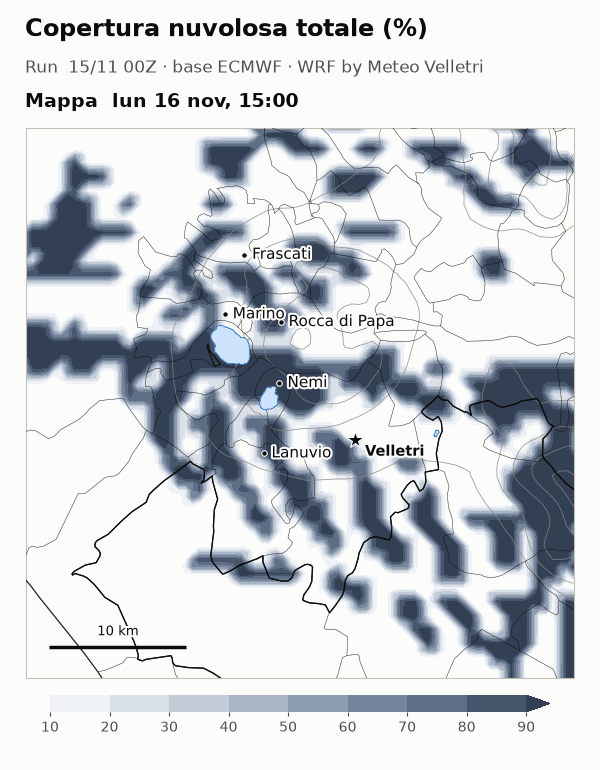 Copertura nuvolosa totale (%)
Run  15/11 00Z · base ECMWF · WRF by Meteo Velletri
Mappa  lun 16 nov, 15:00
Frascati
Marino
Rocca di Papa
Nemi
Velletri
Lanuvio
10 km
10 20 30 40 50 60 70 80 90